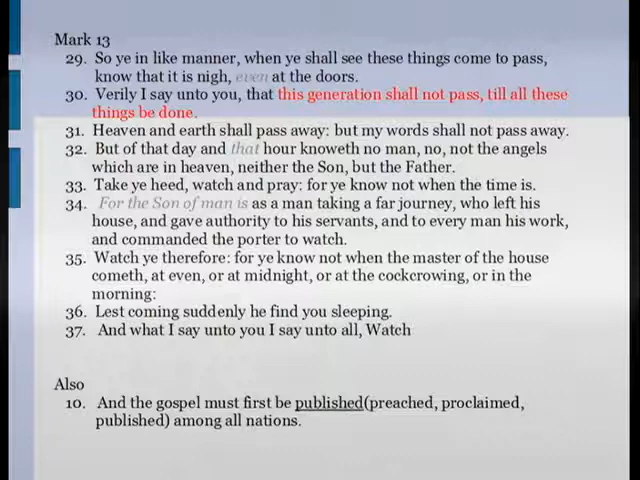 Mark 13
29. So ye in like manner, when ye shall see these things come to pass,
know that it is nigh, even at the doors.
30. Verily I say unto you, that this generation shall not pass, till all these
things be done.
31. Heaven and earth shall pass away: but my words shall not pass away.
32. But of that day and that hour knoweth no man, no, not the angels
which are in heaven, neither the Son, but the Father.
33. Take ye heed, watch and pray: for ye know not when the time is.
34. For the Son of man is as a man taking a far journey, who left his
house, and gave authority to his servants, and to every man his work,
and commanded the porter to watch.
35. Watch ye therefore: for ye know not when the master of the house
cometh, at even, or at midnight, or at the cockcrowing, or in the
morning:
36. Lest coming suddenly he find you sleeping.
37. And what I say unto you I say unto all, Watch
Also
10. And the gospel must first be published(preached, proclaimed,
published) among all nations.